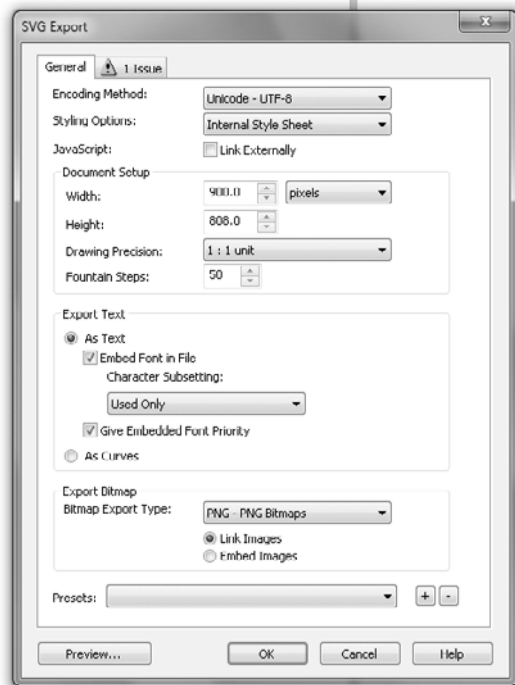 SVG Export
General 1 Issue
Encoding Method: Unicode - UTF-8
Styling Options: Internal Style Sheet
JavaScript: Link Externally
Document Setup
Width: 900.0 pixels
Height: 808.0
Drawing Precision: 1 : 1 unit
Fountain Steps: 50
Export Text
As Text
Embed Font in File
Character Subsetting:
Used Only
Give Embedded Font Priority
As Curves
Export Bitmap
Bitmap Export Type: PNG - PNG Bitmaps
Link Images
Embed Images
Presets: + -
Preview... OK Cancel Help